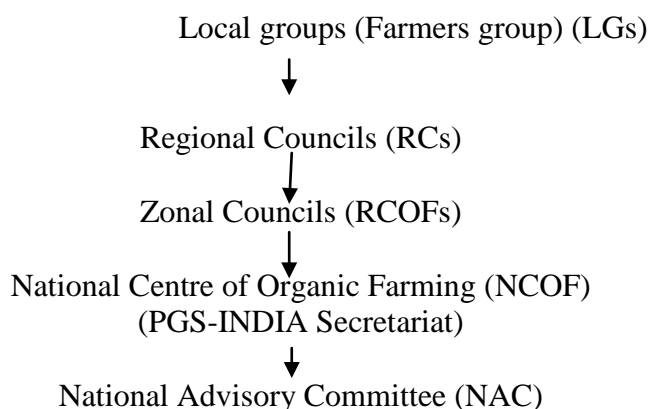 Local groups (Farmers group) (LGs)
Regional Councils (RCs)
Zonal Councils (RCOFs)
National Centre of Organic Farming (NCOF)
(PGS-INDIA Secretariat)
National Advisory Committee (NAC)